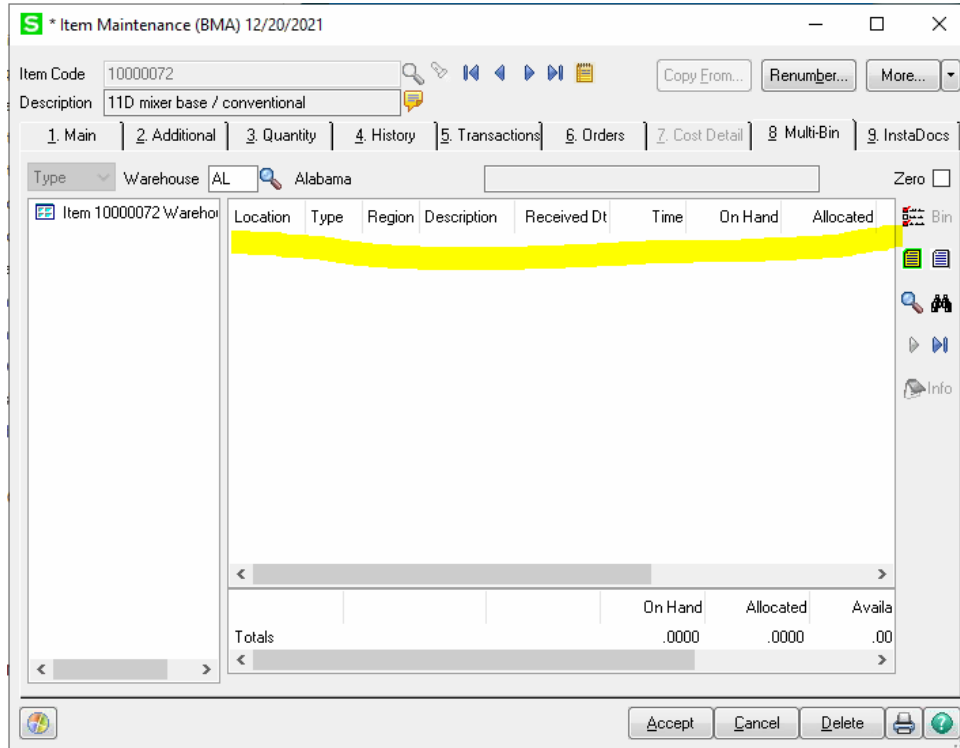 S * Item Maintenance (BMA) 12/20/2021
Item Code 10000072 Copy From... Renumber... More...
Description 11D mixer base / conventional
1. Main 2. Additional 3. Quantity 4. History 5. Transactions 6. Orders 7. Cost Detail 8 Multi-Bin 9. InstaDocs
Type Warehouse AL Alabama Zero
Item 10000072 Warehou
Location Type Region Description Received Dt Time On Hand Allocated
Bin
Info
On Hand Allocated Availa
Totals .0000 .0000 .00
Accept Cancel Delete